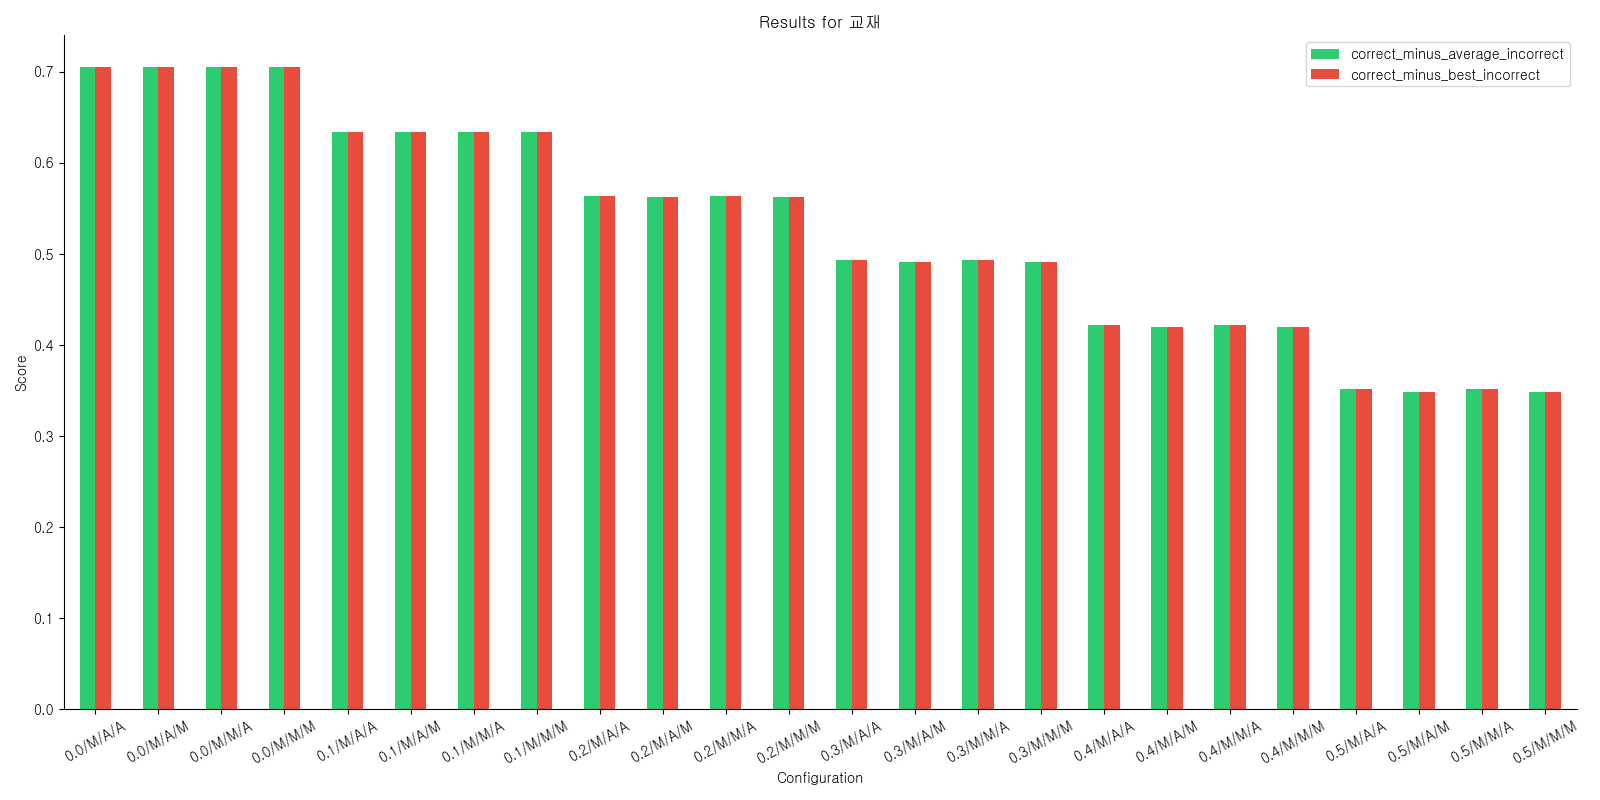 Results for 교재
correct_minus_average_incorrect
correct_minus_best_incorrect
Score
0.7
0.6
0.5
0.4
0.3
0.2
0.1
0.0
0.0/M/A/A
0.0/M/A/M
0.0/M/M/A
0.0/M/M/M
0.1/M/A/A
0.1/M/A/M
0.1/M/M/A
0.1/M/M/M
0.2/M/A/A
0.2/M/A/M
0.2/M/M/A
0.2/M/M/M
0.3/M/A/A
0.3/M/A/M
0.3/M/M/A
0.3/M/M/M
0.4/M/A/A
0.4/M/A/M
0.4/M/M/A
0.4/M/M/M
0.5/M/A/A
0.5/M/A/M
0.5/M/M/A
0.5/M/M/M
Configuration